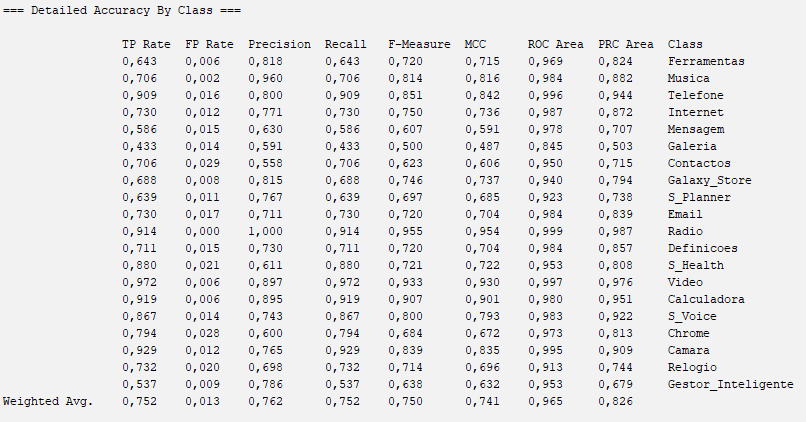 === Detailed Accuracy By Class ===
TP Rate FP Rate Precision Recall F-Measure MCC ROC Area PRC Area Class
0,643 0,006 0,818 0,643 0,720 0,715 0,969 0,824 Ferramentas
0,706 0,002 0,960 0,706 0,814 0,816 0,984 0,882 Musica
0,909 0,016 0,800 0,909 0,851 0,842 0,996 0,944 Telefone
0,730 0,012 0,771 0,730 0,750 0,736 0,987 0,872 Internet
0,586 0,015 0,630 0,586 0,607 0,591 0,978 0,707 Mensagem
0,433 0,014 0,591 0,433 0,500 0,487 0,845 0,503 Galeria
0,706 0,029 0,558 0,706 0,623 0,606 0,950 0,715 Contactos
0,688 0,008 0,815 0,688 0,746 0,737 0,940 0,794 Galaxy_Store
0,639 0,011 0,767 0,639 0,697 0,685 0,923 0,738 S_Planner
0,730 0,017 0,711 0,730 0,720 0,704 0,984 0,839 Email
0,914 0,000 1,000 0,914 0,955 0,954 0,999 0,987 Radio
0,711 0,015 0,730 0,711 0,720 0,704 0,984 0,857 Definicoes
0,880 0,021 0,611 0,880 0,721 0,722 0,953 0,808 S_Health
0,972 0,006 0,897 0,972 0,933 0,930 0,997 0,976 Video
0,919 0,006 0,895 0,919 0,907 0,901 0,980 0,951 Calculadora
0,867 0,014 0,743 0,867 0,800 0,793 0,983 0,922 S_Voice
0,794 0,028 0,600 0,794 0,684 0,672 0,973 0,813 Chrome
0,929 0,012 0,765 0,929 0,839 0,835 0,995 0,909 Camara
0,732 0,020 0,698 0,732 0,714 0,696 0,913 0,744 Relogio
0,537 0,009 0,786 0,537 0,638 0,632 0,953 0,679 Gestor_Inteligente
Weighted Avg. 0,752 0,013 0,762 0,752 0,750 0,741 0,965 0,826